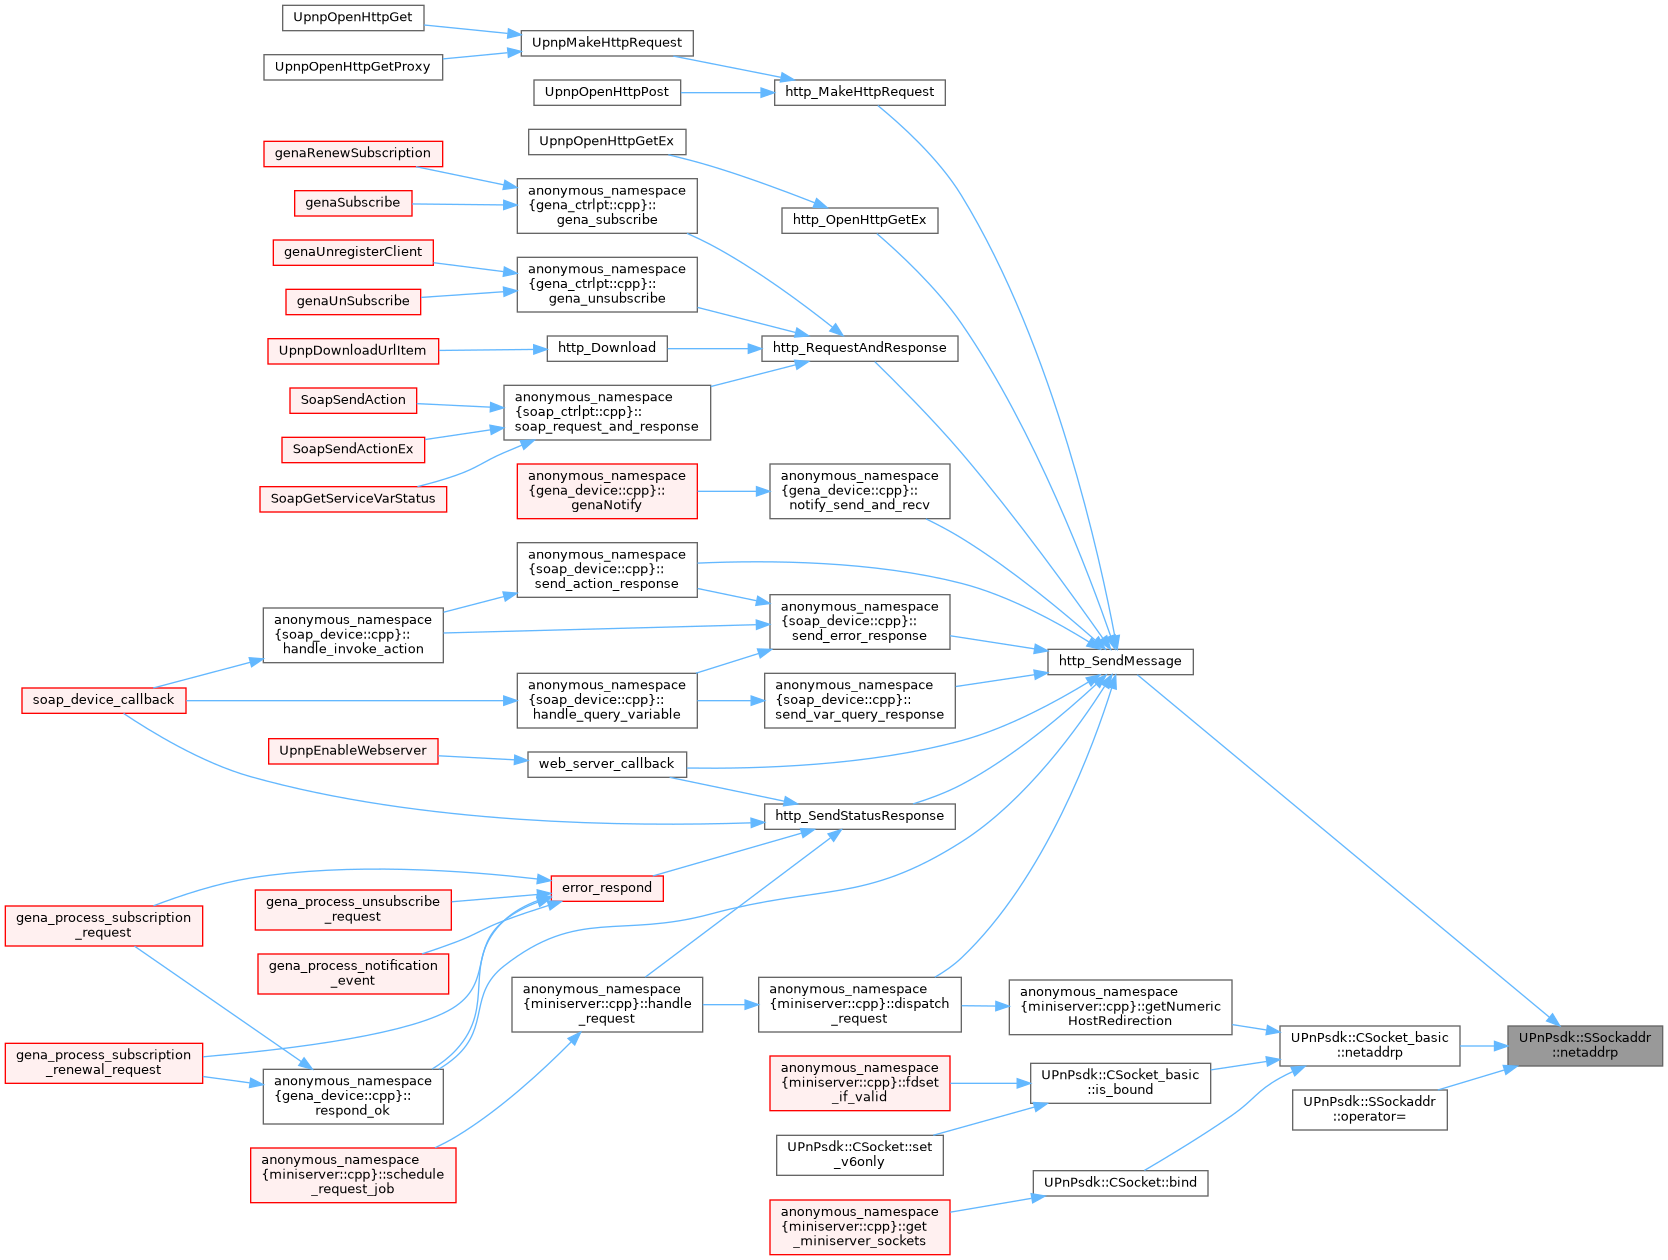 UpnpOpenHttpGet
UpnpMakeHttpRequest
UpnpOpenHttpGetProxy
UpnpOpenHttpPost
http_MakeHttpRequest
UpnpOpenHttpGetEx
genaRenewSubscription
anonymous_namespace
{gena_ctrlpt::cpp}::
gena_subscribe
genaSubscribe
http_OpenHttpGetEx
genaUnregisterClient
anonymous_namespace
{gena_ctrlpt::cpp}::
gena_unsubscribe
genaUnSubscribe
UpnpDownloadUrlItem
http_Download
http_RequestAndResponse
SoapSendAction
anonymous_namespace
{soap_ctrlpt::cpp}::
soap_request_and_response
SoapSendActionEx
SoapGetServiceVarStatus
anonymous_namespace
{gena_device::cpp}::
genaNotify
anonymous_namespace
{gena_device::cpp}::
notify_send_and_recv
anonymous_namespace
{soap_device::cpp}::
send_action_response
anonymous_namespace
{soap_device::cpp}::
send_error_response
anonymous_namespace
{soap_device::cpp}::
handle_invoke_action
http_SendMessage
soap_device_callback
anonymous_namespace
{soap_device::cpp}::
handle_query_variable
anonymous_namespace
{soap_device::cpp}::
send_var_query_response
UpnpEnableWebserver
web_server_callback
http_SendStatusResponse
error_respond
gena_process_subscription
_request
gena_process_unsubscribe
_request
gena_process_notification
_event
anonymous_namespace
{miniserver::cpp}::handle
_request
anonymous_namespace
{miniserver::cpp}::dispatch
_request
anonymous_namespace
{miniserver::cpp}::getNumeric
HostRedirection
UPnPsdk::CSocket_basic
::netaddrp
UPnPsdk::SSockaddr
::netaddrp
gena_process_subscription
_renewal_request
anonymous_namespace
{gena_device::cpp}::
respond_ok
anonymous_namespace
{miniserver::cpp}::fdset
_if_valid
UPnPsdk::CSocket_basic
::is_bound
UPnPsdk::SSockaddr
::operator=
UPnPsdk::CSocket::set
_v6only
anonymous_namespace
{miniserver::cpp}::schedule
_request_job
UPnPsdk::CSocket::bind
anonymous_namespace
{miniserver::cpp}::get
_miniserver_sockets